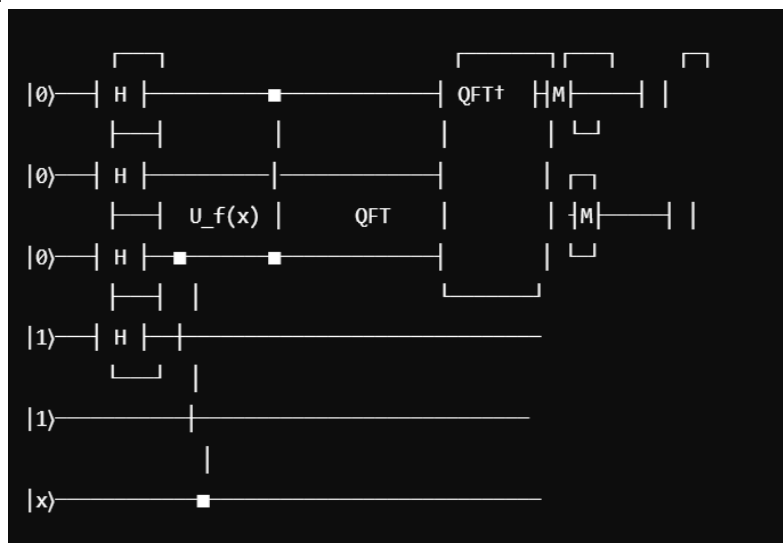 |0⟩ H QFT† M
|0⟩ H
U_f(x) QFT M
|0⟩ H
|1⟩ H
|1⟩
|x⟩